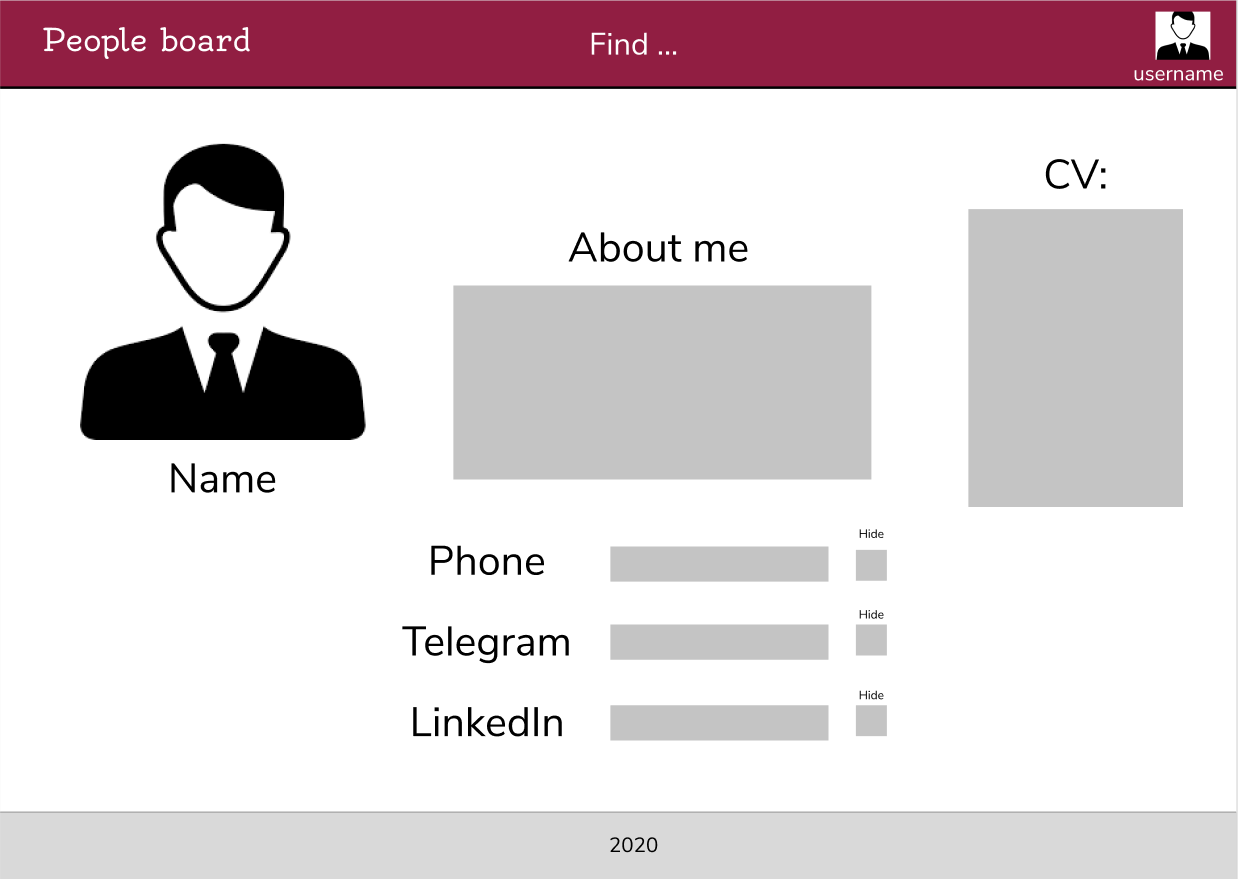 People board
Find ...
username
Name
About me
CV:
Phone
Hide
Telegram
Hide
LinkedIn
Hide
2020